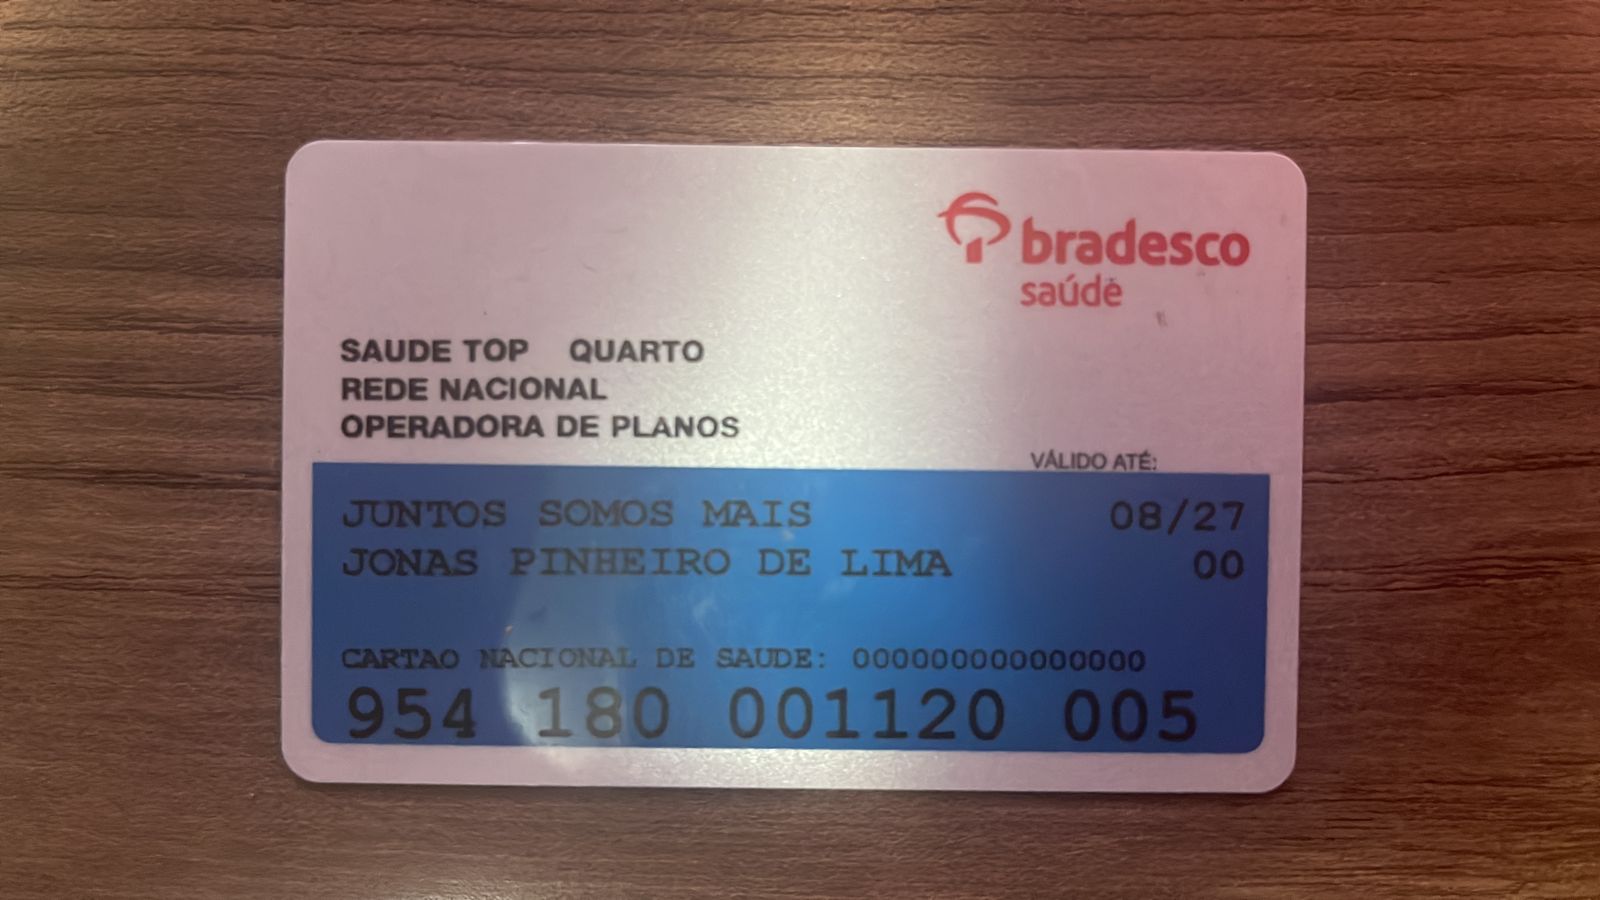 bradesco
saúde
SAUDE TOP QUARTO
REDE NACIONAL
OPERADORA DE PLANOS
VÁLIDO ATÉ:
JUNTOS SOMOS MAIS 08/27
JONAS PINHEIRO DE LIMA 00
CARTAO NACIONAL DE SAUDE: 000000000000000
954 180 001120 005